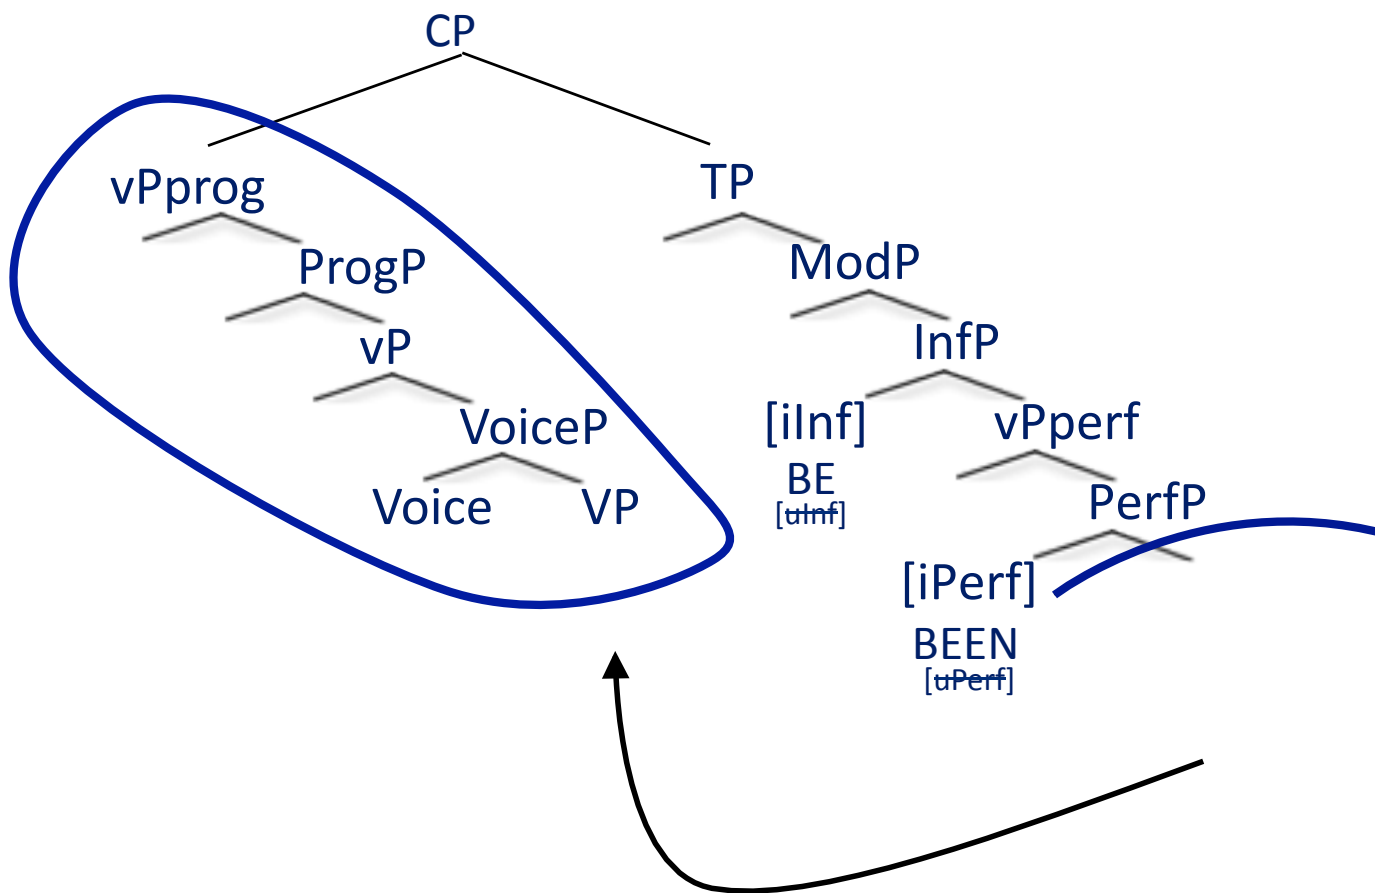 CP
vPprog
TP
ProgP
ModP
vP
InfP
VoiceP
[iInf]
vPperf
BE
[uInf]
Voice
VP
PerfP
[iPerf]
BEEN
[uPerf]